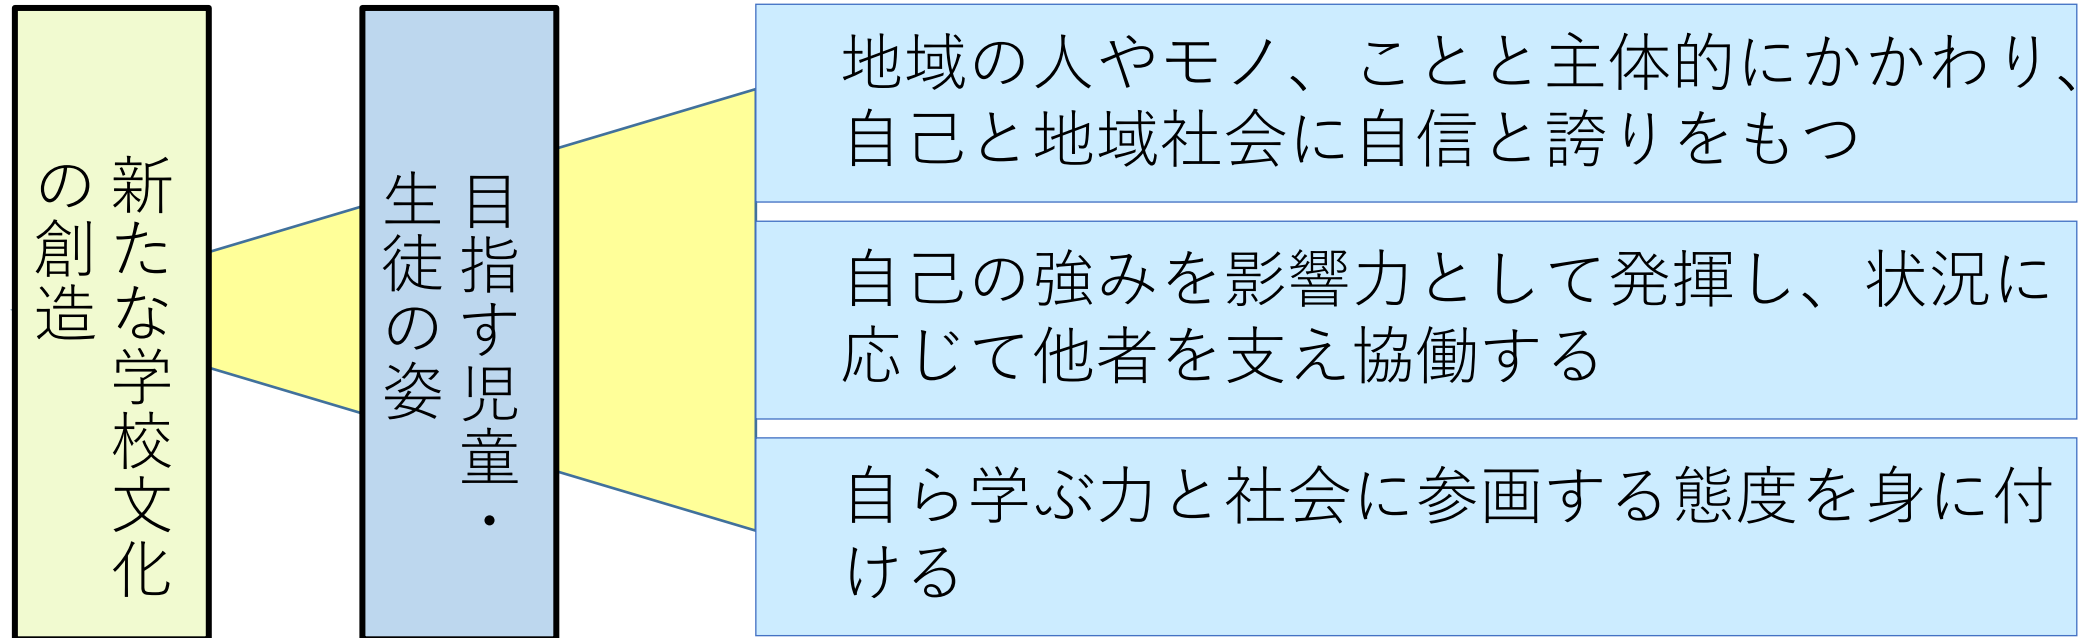 新たな学校文化
の創造
目指す児童・
生徒の姿
地域の人やモノ、ことと主体的にかかわり、
自己と地域社会に自信と誇りをもつ
自己の強みを影響力として発揮し、状況に
応じて他者を支え協働する
自ら学ぶ力と社会に参画する態度を身に付
ける